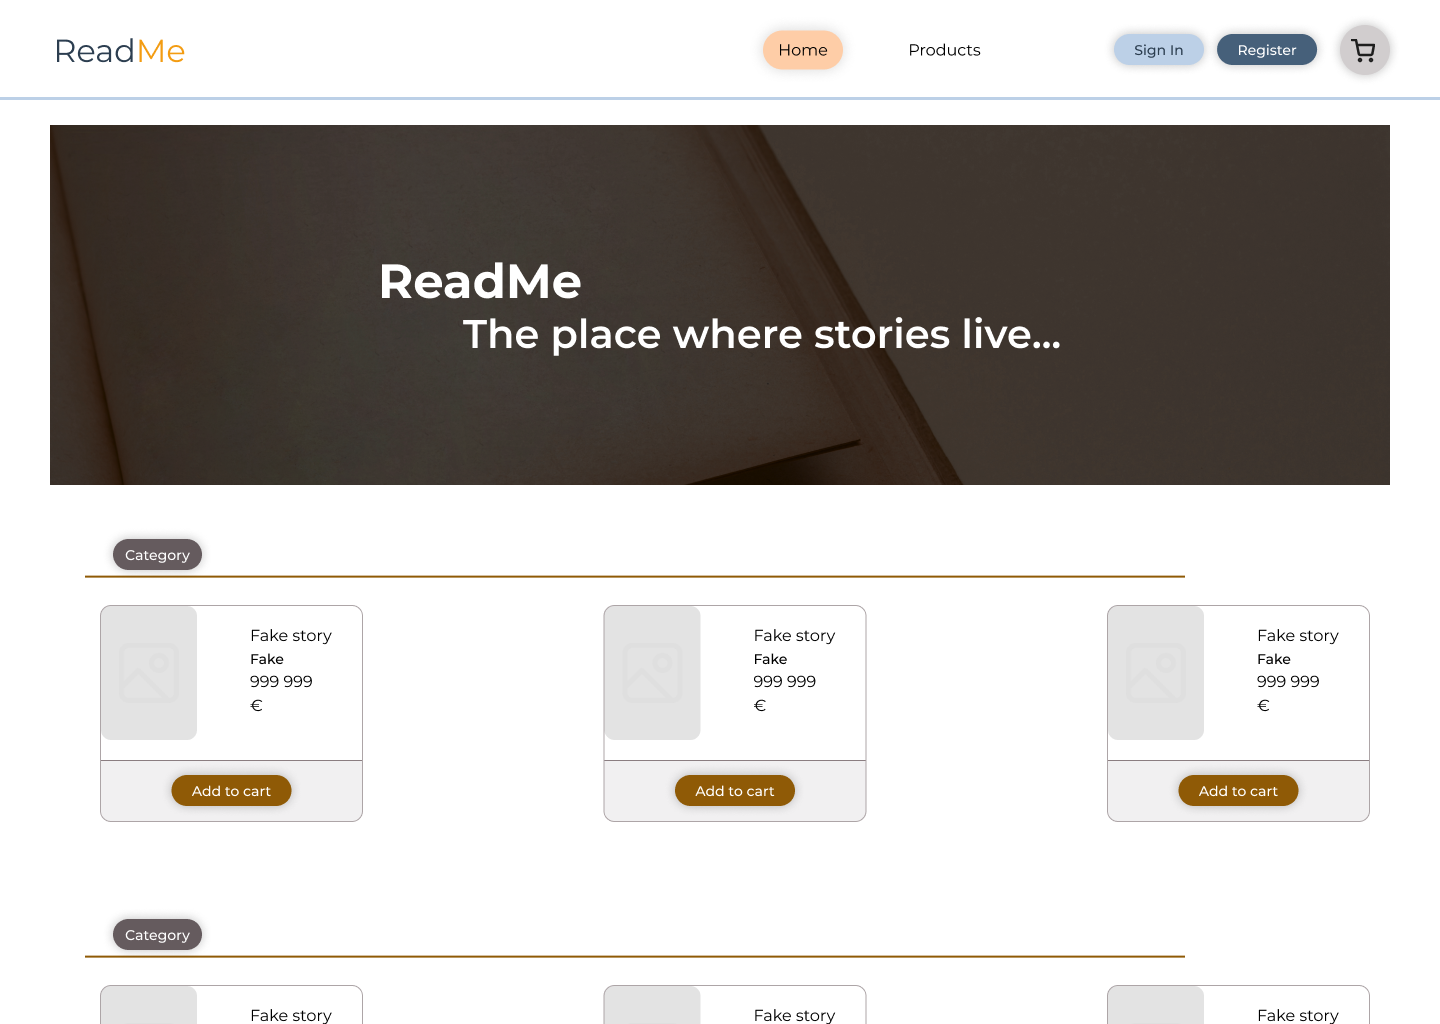 ReadMe
Home
Products
Sign In
Register
ReadMe
The place where stories live...
Category
Fake story
Fake
999 999
€
Add to cart
Fake story
Fake
999 999
€
Add to cart
Fake story
Fake
999 999
€
Add to cart
Category
Fake story
Fake story
Fake story